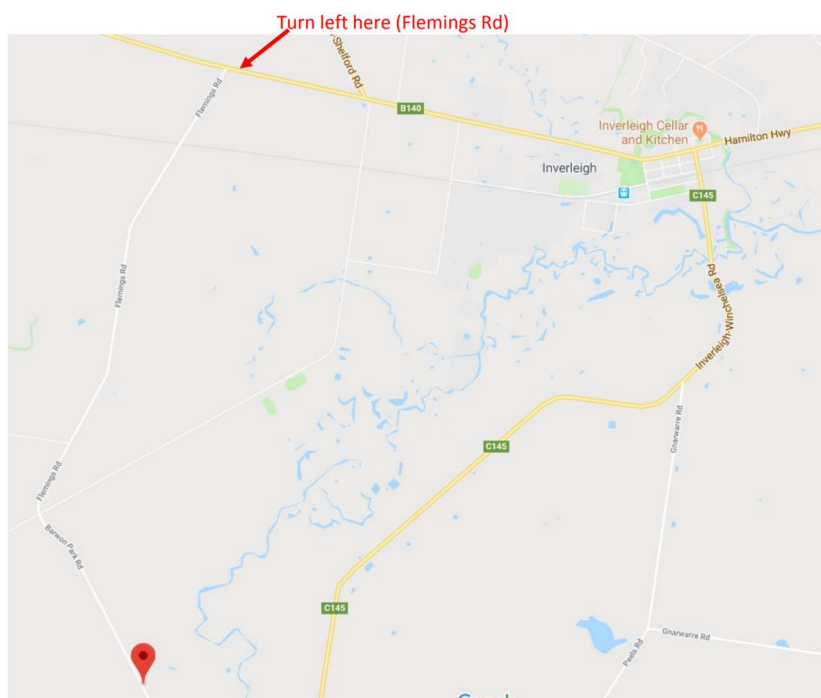 Turn left here (Flemings Rd)
Shelford Rd
Flemings Rd
B140
Inverleigh Cellar
and Kitchen
Hamilton Hwy
Inverleigh
C145
Flemings Rd
Inverleigh-Winchelsea Rd
Gnarwarre Rd
C145
Flemings Rd
Barwon Park Rd
C145
Gnarwarre Rd
Peels Rd